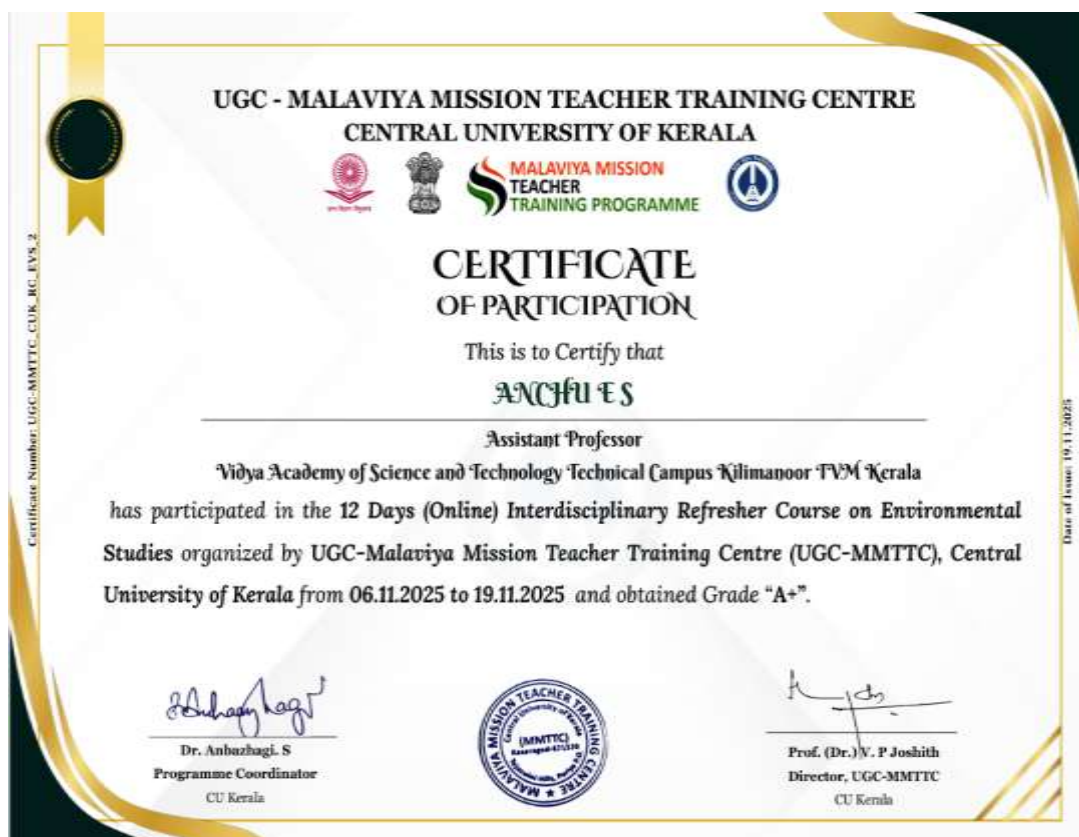 UGC - MALAVIYA MISSION TEACHER TRAINING CENTRE
CENTRAL UNIVERSITY OF KERALA
MALAVIYA MISSION
TEACHER
TRAINING PROGRAMME
CERTIFICATE
OF PARTICIPATION
This is to Certify that
ANCHU E S
Assistant Professor
Vidya Academy of Science and Technology Technical Campus Kilimanoor TVM Kerala
has participated in the 12 Days (Online) Interdisciplinary Refresher Course on Environmental
Studies organized by UGC-Malaviya Mission Teacher Training Centre (UGC-MMTTC), Central
University of Kerala from 06.11.2025 to 19.11.2025 and obtained Grade “A+”.
Dr. Anbazhagi. S
Programme Coordinator
CU Kerala
MALAVIYA MISSION TEACHER TRAINING CENTRE
Central University of Kerala
(MMTTC)
Prof. (Dr.) V. P Joshith
Director, UGC-MMTTC
CU Kerala
Certificate Number: UGC-MMTTC_CUK_RC_EVS_2
Date of Issue: 19.11.2025